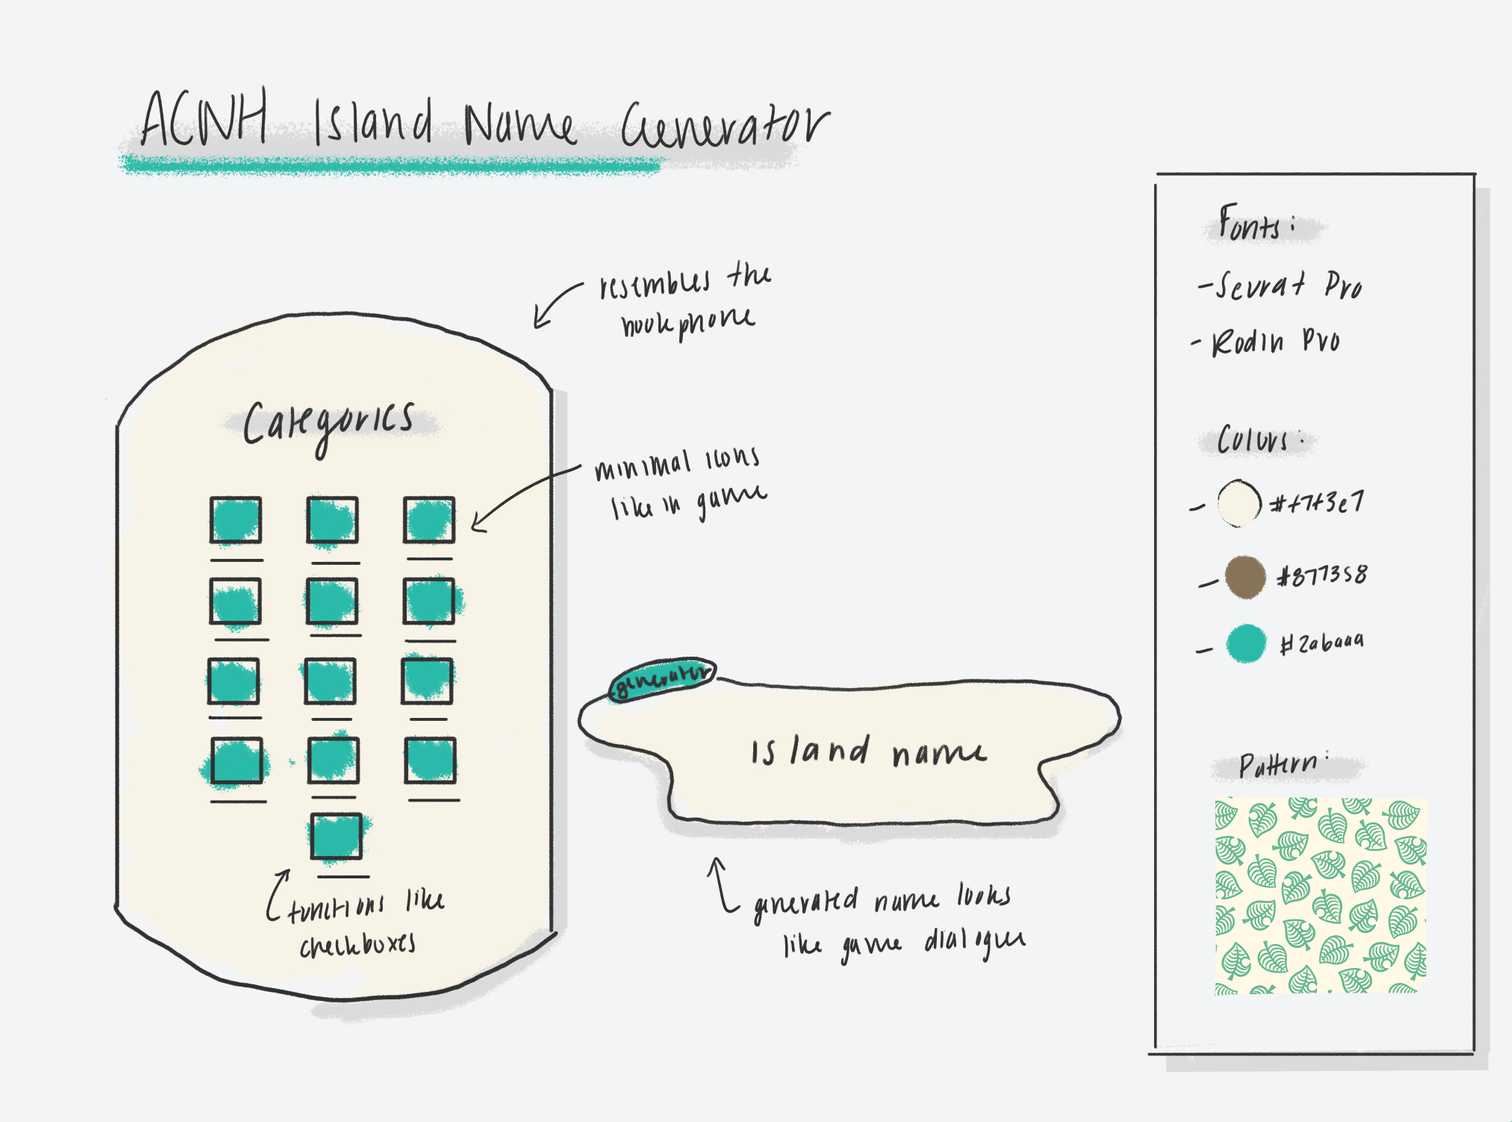 ACNH Island Name Generator
resembles the
nookphone
Categories
minimal icons
like in game
functions like
checkboxes
generator
island name
generated name looks
like game dialogue
Fonts:
-Seurat Pro
- Rodin Pro
Colors:
- #f7f3e7
- #877358
- #2abaaa
Pattern: